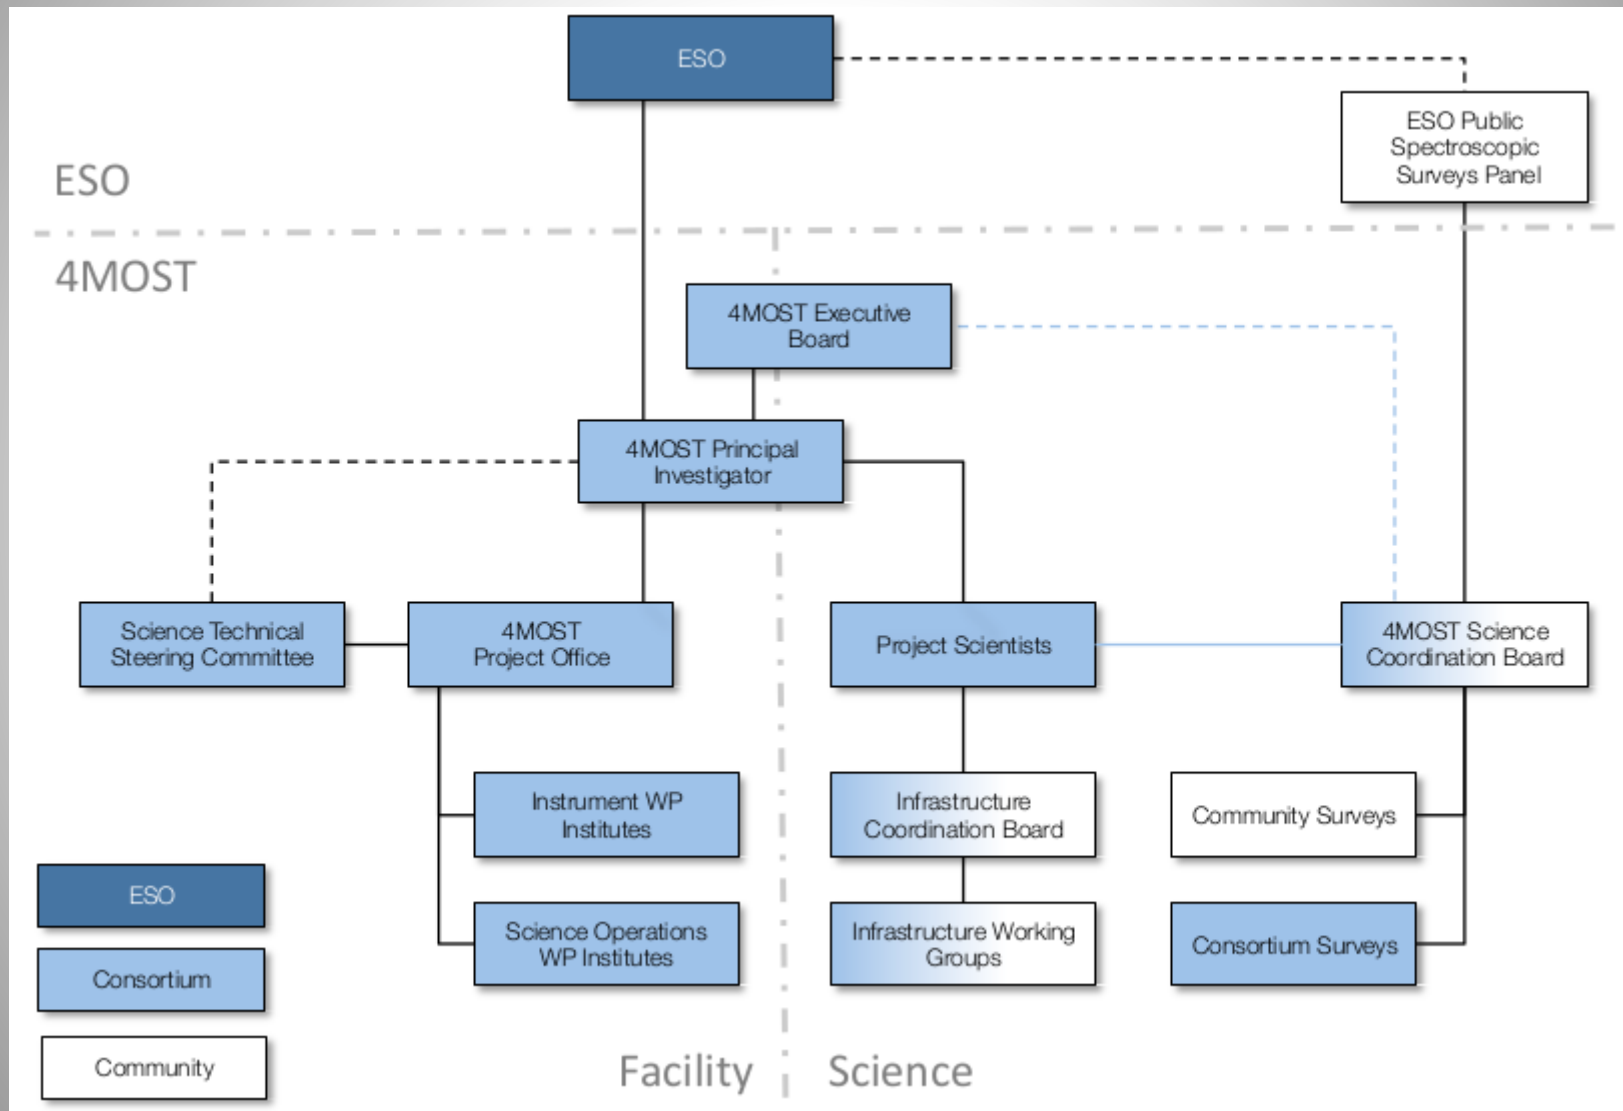 ESO
ESO Public
Spectroscopic
Surveys Panel
ESO
4MOST
4MOST Executive
Board
4MOST Principal
Investigator
Science Technical
Steering Committee
4MOST
Project Office
Project Scientists
4MOST Science
Coordination Board
Instrument WP
Institutes
Infrastructure
Coordination Board
Community Surveys
Science Operations
WP Institutes
Infrastructure Working
Groups
Consortium Surveys
ESO
Consortium
Community
Facility
Science